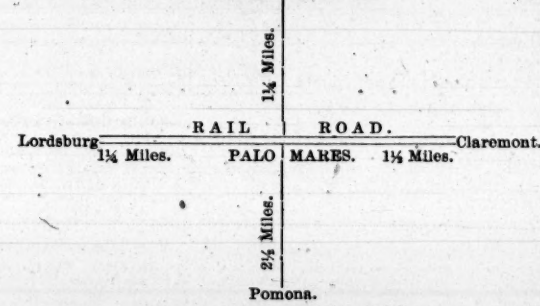 1¼ Miles.
RAIL ROAD.
Lordsburg Claremont.
1¼ Miles. PALO MARES. 1½ Miles.
2½ Miles.
Pomona.